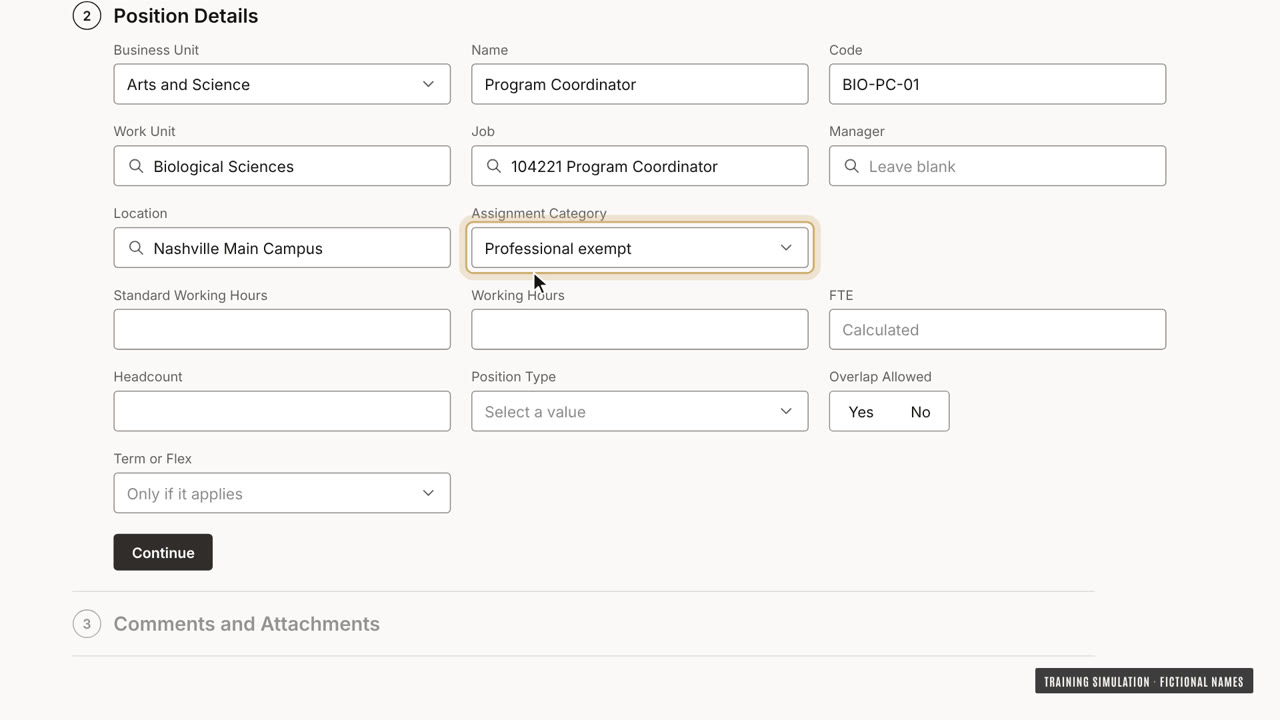 2 Position Details
Business Unit Name Code
Arts and Science Program Coordinator BIO-PC-01
Work Unit Job Manager
Biological Sciences 104221 Program Coordinator Leave blank
Location Assignment Category
Nashville Main Campus Professional exempt
Standard Working Hours Working Hours FTE
Calculated
Headcount Position Type Overlap Allowed
Select a value Yes No
Term or Flex
Only if it applies
Continue
3 Comments and Attachments
TRAINING SIMULATION · FICTIONAL NAMES